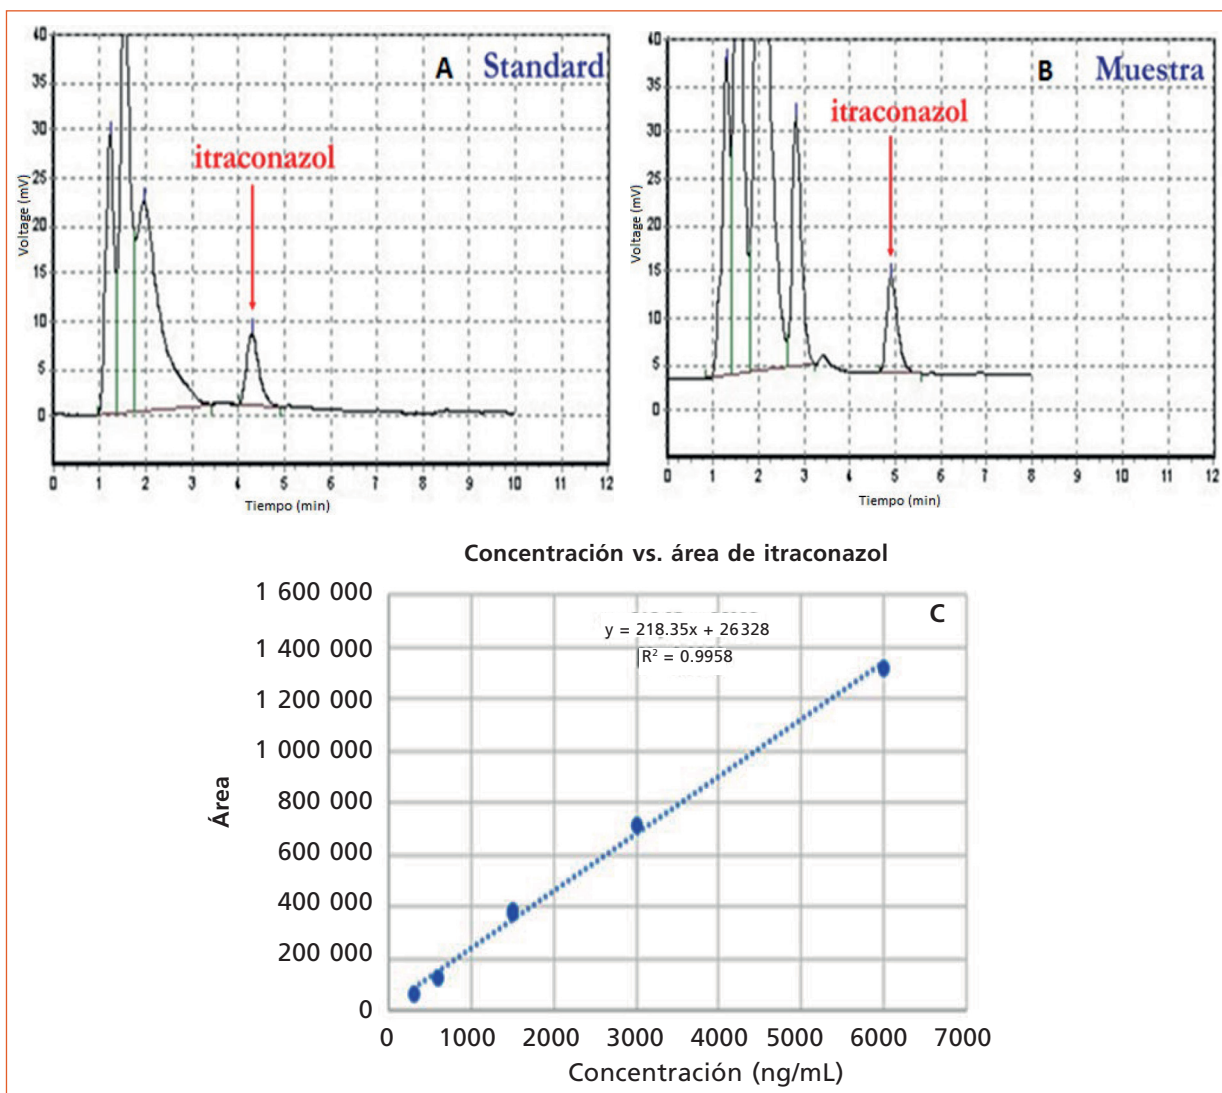 A Standard
itraconazol
40
35
30
25
20
15
10
5
0
Voltage (mV)
0 1 2 3 4 5 6 7 8 9 10 11 12
Tiempo (min)
B Muestra
itraconazol
40
35
30
25
20
15
10
5
0
Voltage (mV)
0 1 2 3 4 5 6 7 8 9 10 11 12
Tiempo (min)
Concentración vs. área de itraconazol
C
y = 218.35x + 26328
R² = 0.9958
1 600 000
1 400 000
1 200 000
1 000 000
800 000
600 000
400 000
200 000
0
Área
0 1000 2000 3000 4000 5000 6000 7000
Concentración (ng/mL)